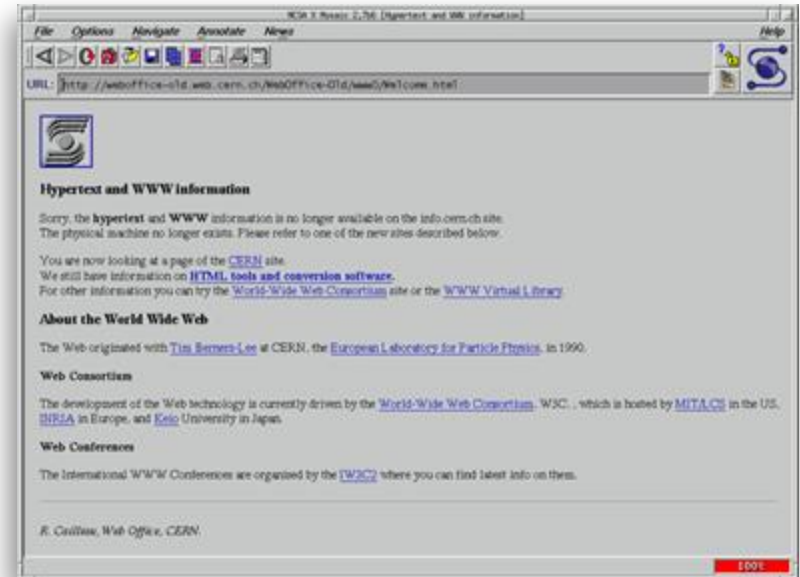 NCSA X Mosaic 2.7b6 [Hypertext and WWW information]
File Options Navigate Annotate News Help
URL: http://weboffice-old.web.cern.ch/WebOffice-Old/www0/Welcome.html
Hypertext and WWW information
Sorry, the hypertext and WWW information is no longer available on the info.cern.ch site.
The physical machine no longer exists. Please refer to one of the new sites described below.
You are now looking at a page of the CERN site.
We still have information on HTML tools and conversion software.
For other information you can try the World-Wide Web Consortium site or the WWW Virtual Library.
About the World Wide Web
The Web originated with Tim Berners-Lee at CERN, the European Laboratory for Particle Physics, in 1990.
Web Consortium
The development of the Web technology is currently driven by the World-Wide Web Consortium, W3C, , which is hosted by MIT/LCS in the US,
INRIA in Europe, and Keio University in Japan.
Web Conferences
The International WWW Conferences are organised by the IW3C2 where you can find latest info on them.
R. Cailliau, Web Office, CERN.
100%